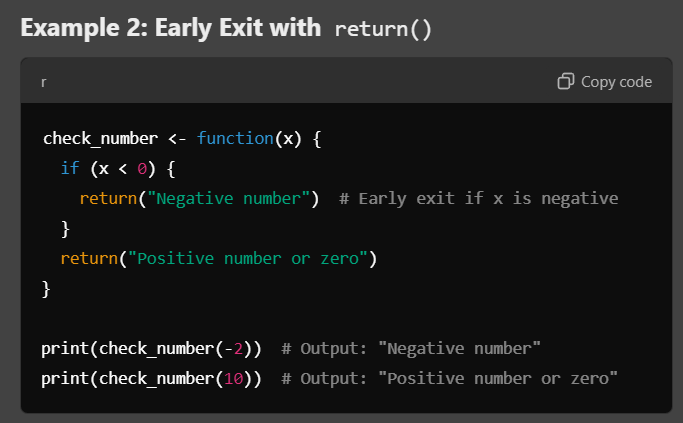 Example 2: Early Exit with return()
r
Copy code
check_number <- function(x) {
  if (x < 0) {
    return("Negative number")  # Early exit if x is negative
  }
  return("Positive number or zero")
}

print(check_number(-2))  # Output: "Negative number"
print(check_number(10))  # Output: "Positive number or zero"